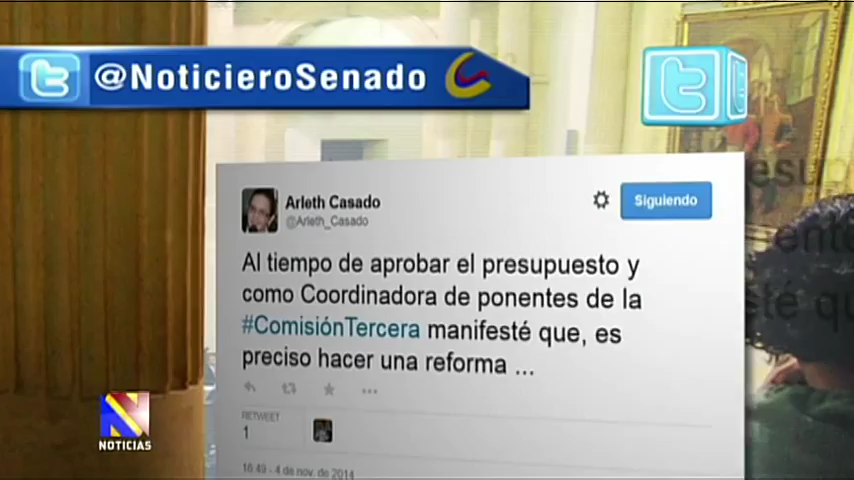 @NoticieroSenado
Arleth Casado
@Arleth_Casado
Siguiendo
Al tiempo de aprobar el presupuesto y
como Coordinadora de ponentes de la
#ComisiónTercera manifesté que, es
preciso hacer una reforma ...
RETWEET
1
16:49 - 4 de nov. de 2014
N
NOTICIAS